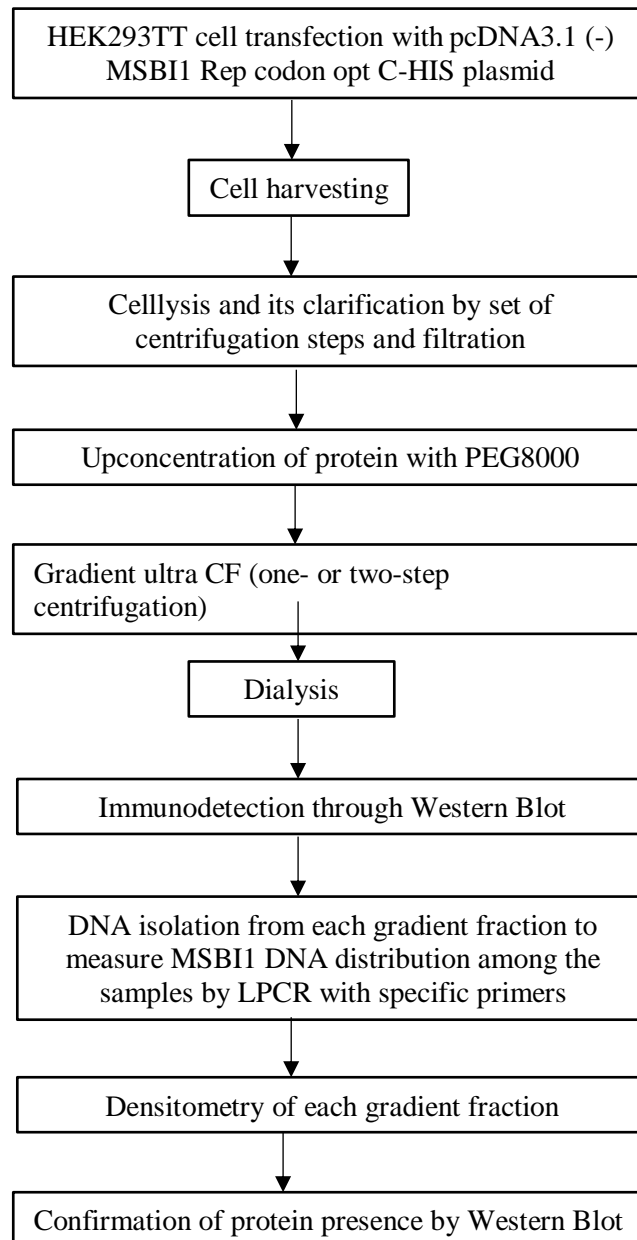 HEK293TT cell transfection with pcDNA3.1 (-)
MSBI1 Rep codon opt C-HIS plasmid
Cell harvesting
Celllysis and its clarification by set of
centrifugation steps and filtration
Upconcentration of protein with PEG8000
Gradient ultra CF (one- or two-step
centrifugation)
Dialysis
Immunodetection through Western Blot
DNA isolation from each gradient fraction to
measure MSBI1 DNA distribution among the
samples by LPCR with specific primers
Densitometry of each gradient fraction
Confirmation of protein presence by Western Blot